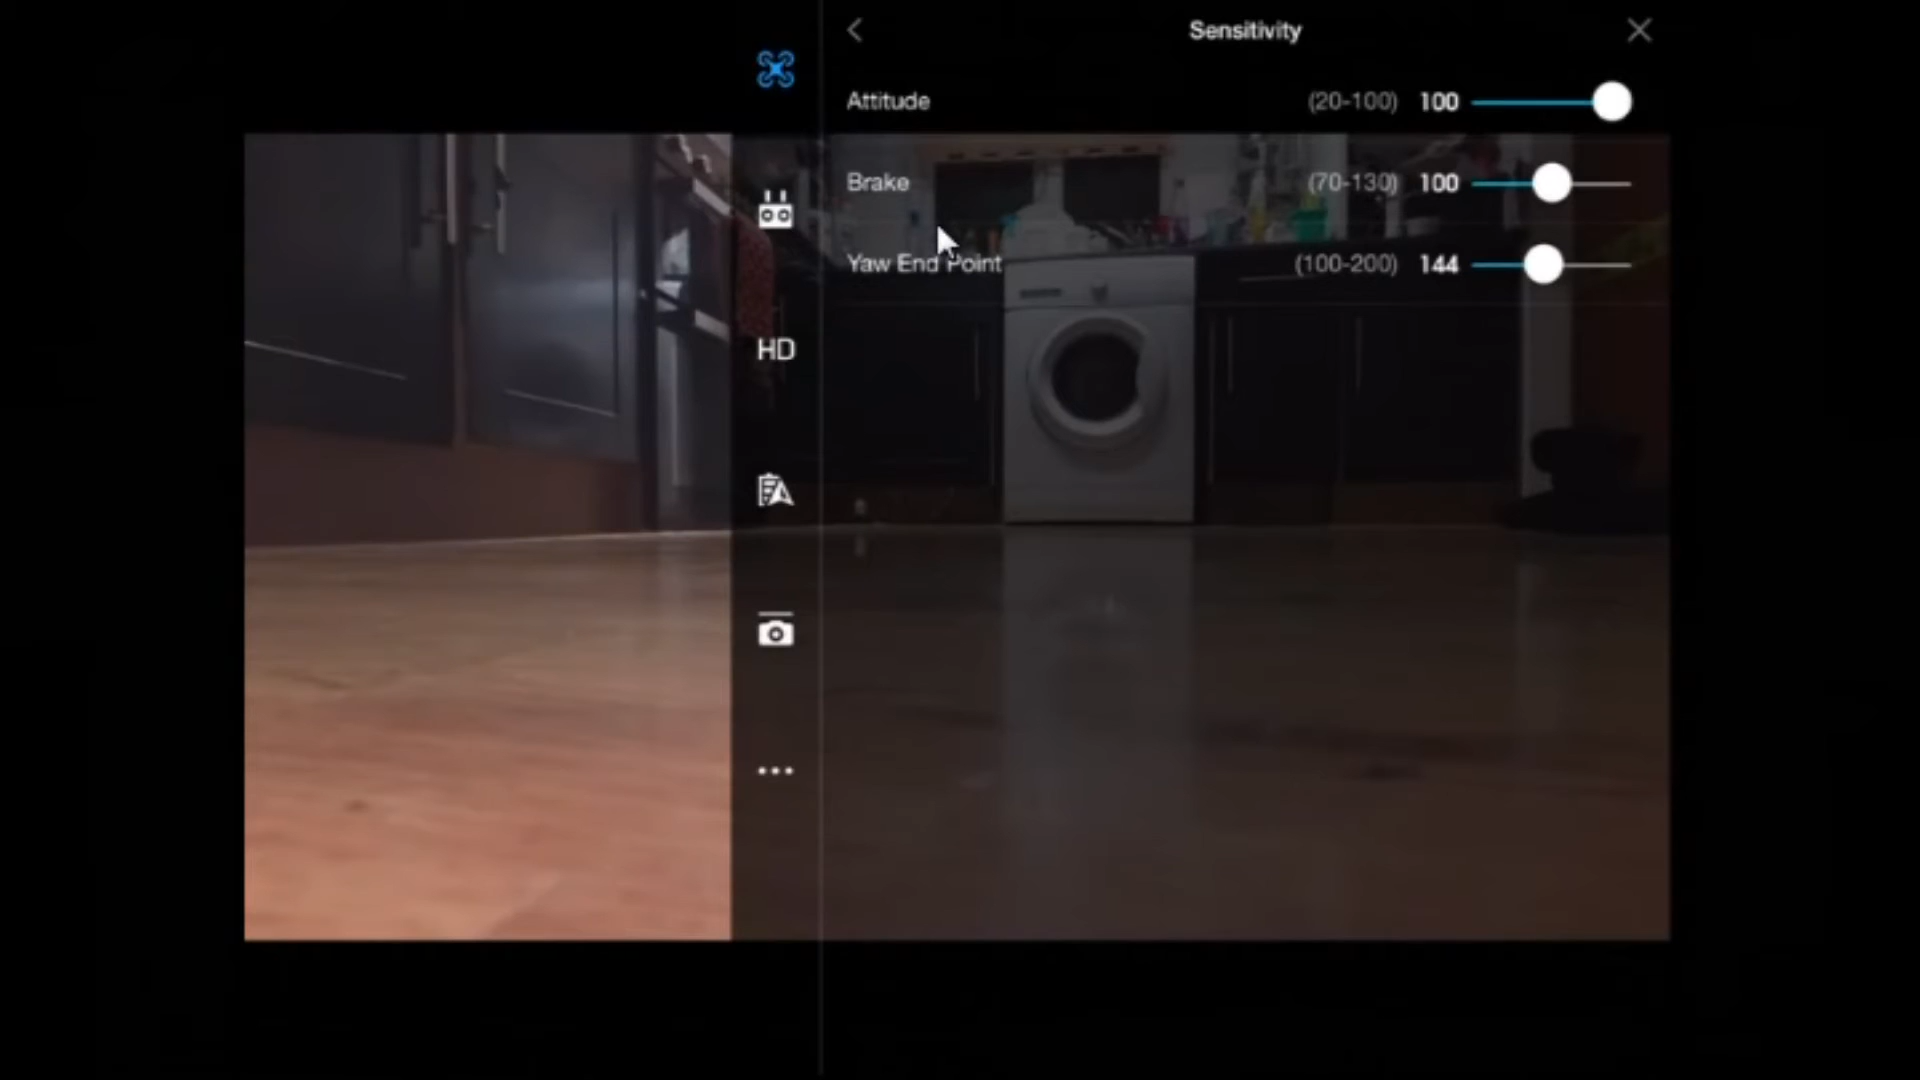 Sensitivity
Attitude (20-100) 100
Brake (70-130) 100
Yaw End Point (100-200) 144
HD